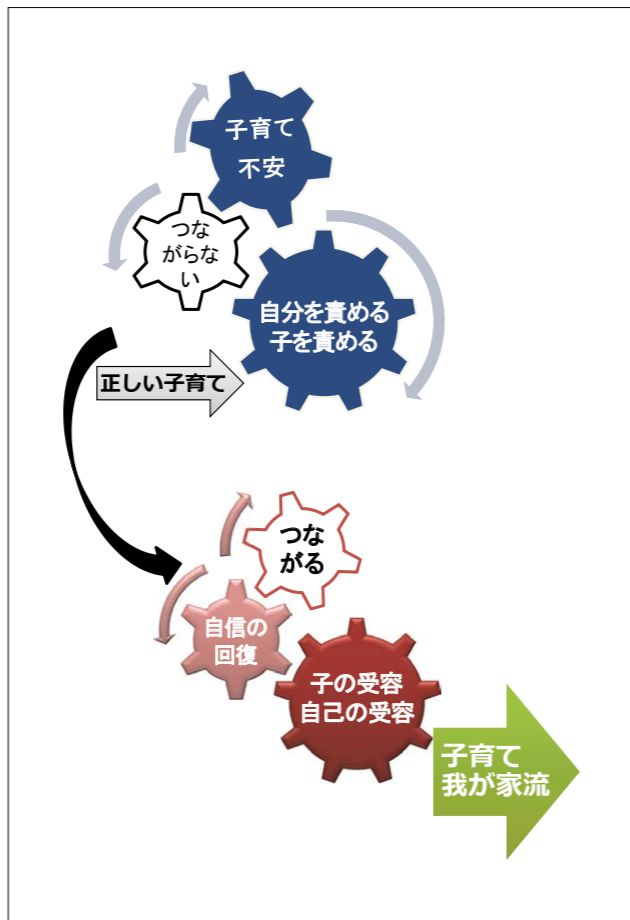 子育て
不安
つな
がらな
い
自分を責める
子を責める
正しい子育て
つな
がる
自信の
回復
子の受容
自己の受容
子育て
我が家流